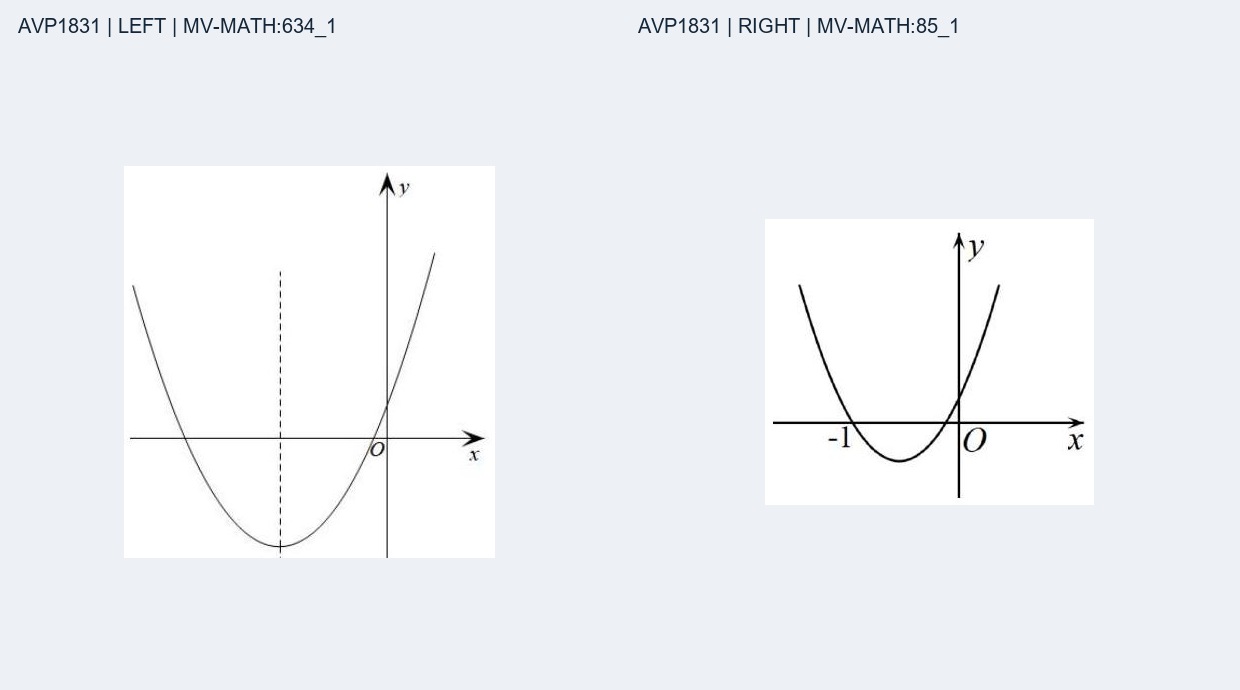 AVP1831 | LEFT | MV-MATH:634_1
AVP1831 | RIGHT | MV-MATH:85_1
y
O
x
y
-1
O
x